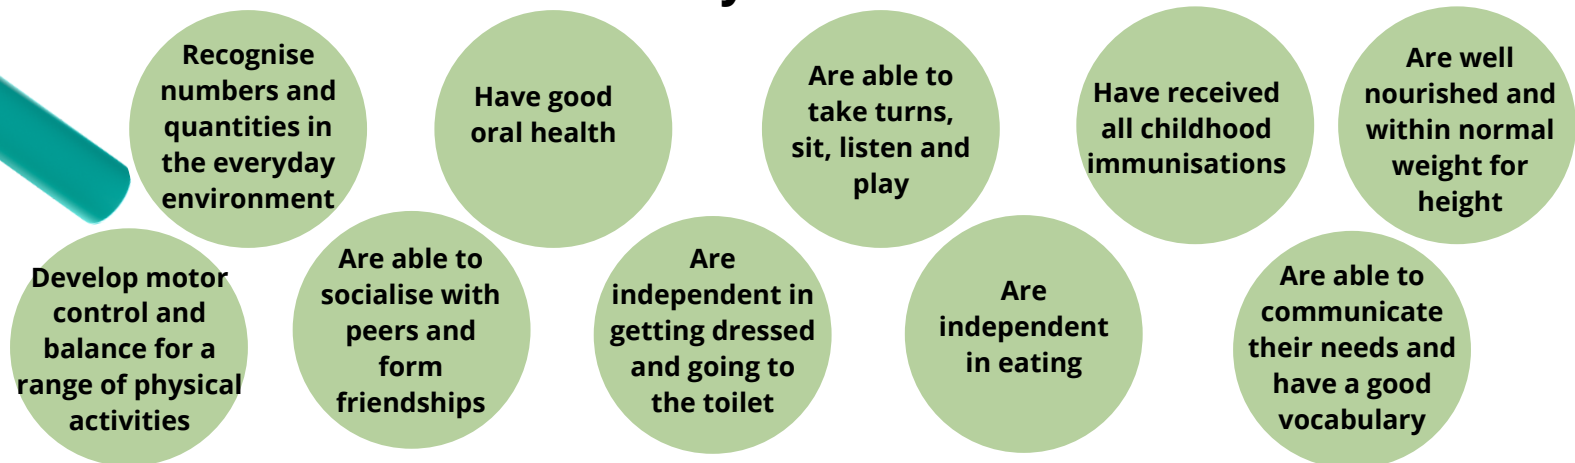 Recognise
numbers and
quantities in
the everyday
environment
Have good
oral health
Are able to
take turns,
sit, listen and
play
Have received
all childhood
immunisations
Are well
nourished and
within normal
weight for
height
Develop motor
control and
balance for a
range of physical
activities
Are able to
socialise with
peers and
form
friendships
Are
independent in
getting dressed
and going to
the toilet
Are
independent
in eating
Are able to
communicate
their needs and
have a good
vocabulary